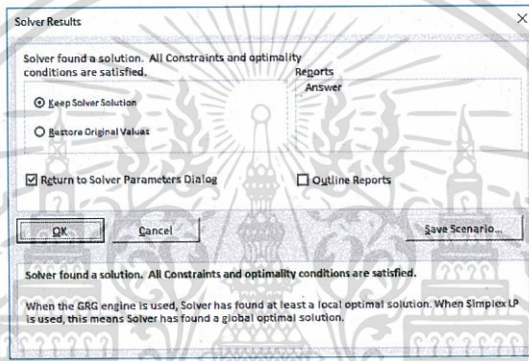 Solver Results
Solver found a solution. All Constraints and optimality
conditions are satisfied.
Reports
Answer
Keep Solver Solution
Restore Original Values
Return to Solver Parameters Dialog
Outline Reports
OK
Cancel
Save Scenario...
Solver found a solution. All Constraints and optimality conditions are satisfied.
When the GRG engine is used, Solver has found at least a local optimal solution. When Simplex LP
is used, this means Solver has found a global optimal solution.